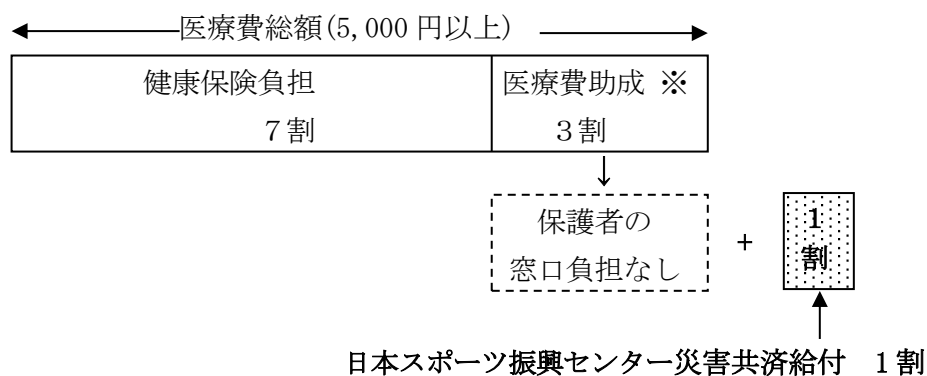 医療費総額(5,000 円以上)
健康保険負担
７割
医療費助成 ※
３割
保護者の
窓口負担なし
+
1
割
日本スポーツ振興センター災害共済給付　１割